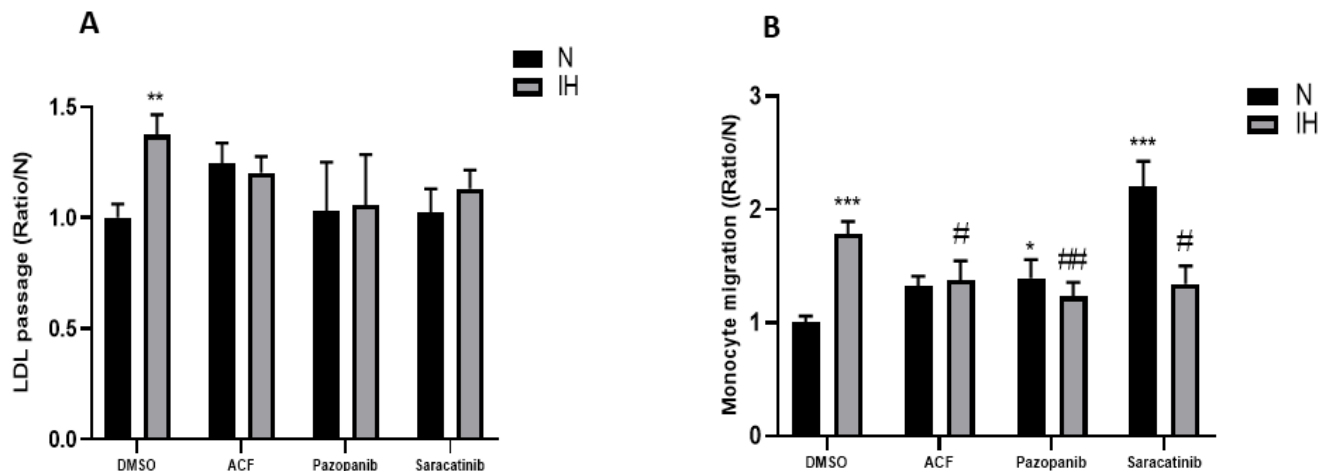 A
N
IH
LDL passage (Ratio/N)
1.5
1.0
0.5
0.0
**
DMSO
ACF
Pazopanib
Saracatinib
B
N
IH
Monocyte migration ((Ratio/N)
3
2
1
0
***
#
*
##
***
#
DMSO
ACF
Pazopanib
Saracatinib